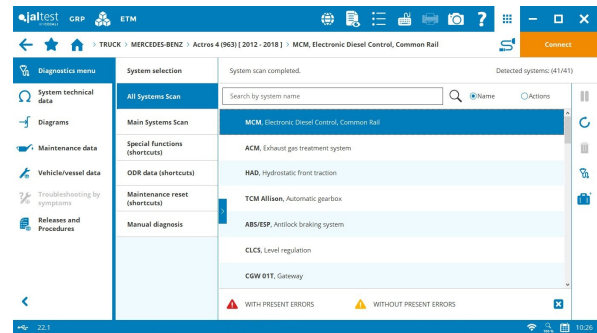 jaltest GRP ETM
TRUCK > MERCEDES-BENZ > Actros 4 (963) [ 2012 - 2018 ] > MCM, Electronic Diesel Control, Common Rail
Connect
Diagnostics menu
System technical data
Diagrams
Maintenance data
Vehicle/vessel data
Troubleshooting by symptoms
Releases and Procedures
System selection
All Systems Scan
Main Systems Scan
Special functions (shortcuts)
ODR data (shortcuts)
Maintenance reset (shortcuts)
Manual diagnosis
System scan completed. Detected systems: (41/41)
Search by system name Name Actions
MCM, Electronic Diesel Control, Common Rail
ACM, Exhaust gas treatment system
HAD, Hydrostatic front traction
TCM Allison, Automatic gearbox
ABS/ESP, Antilock braking system
CLCS, Level regulation
CGW 01T, Gateway
WITH PRESENT ERRORS WITHOUT PRESENT ERRORS
22.1 10:26